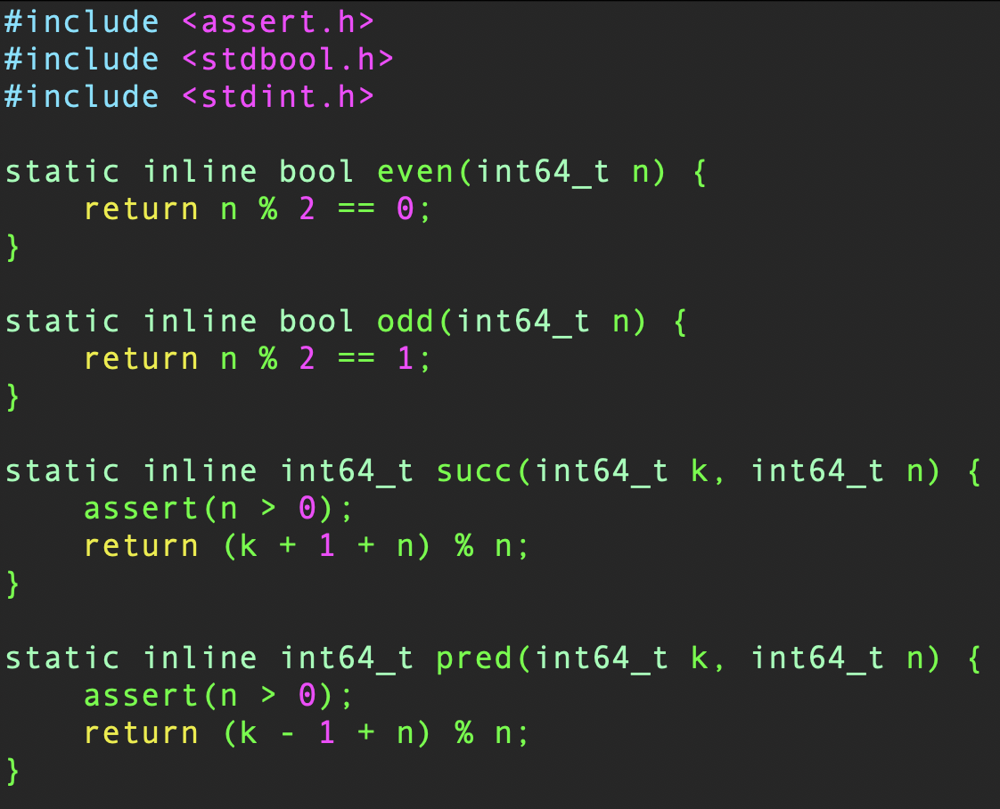 #include <assert.h>
#include <stdbool.h>
#include <stdint.h>

static inline bool even(int64_t n) {
    return n % 2 == 0;
}

static inline bool odd(int64_t n) {
    return n % 2 == 1;
}

static inline int64_t succ(int64_t k, int64_t n) {
    assert(n > 0);
    return (k + 1 + n) % n;
}

static inline int64_t pred(int64_t k, int64_t n) {
    assert(n > 0);
    return (k - 1 + n) % n;
}